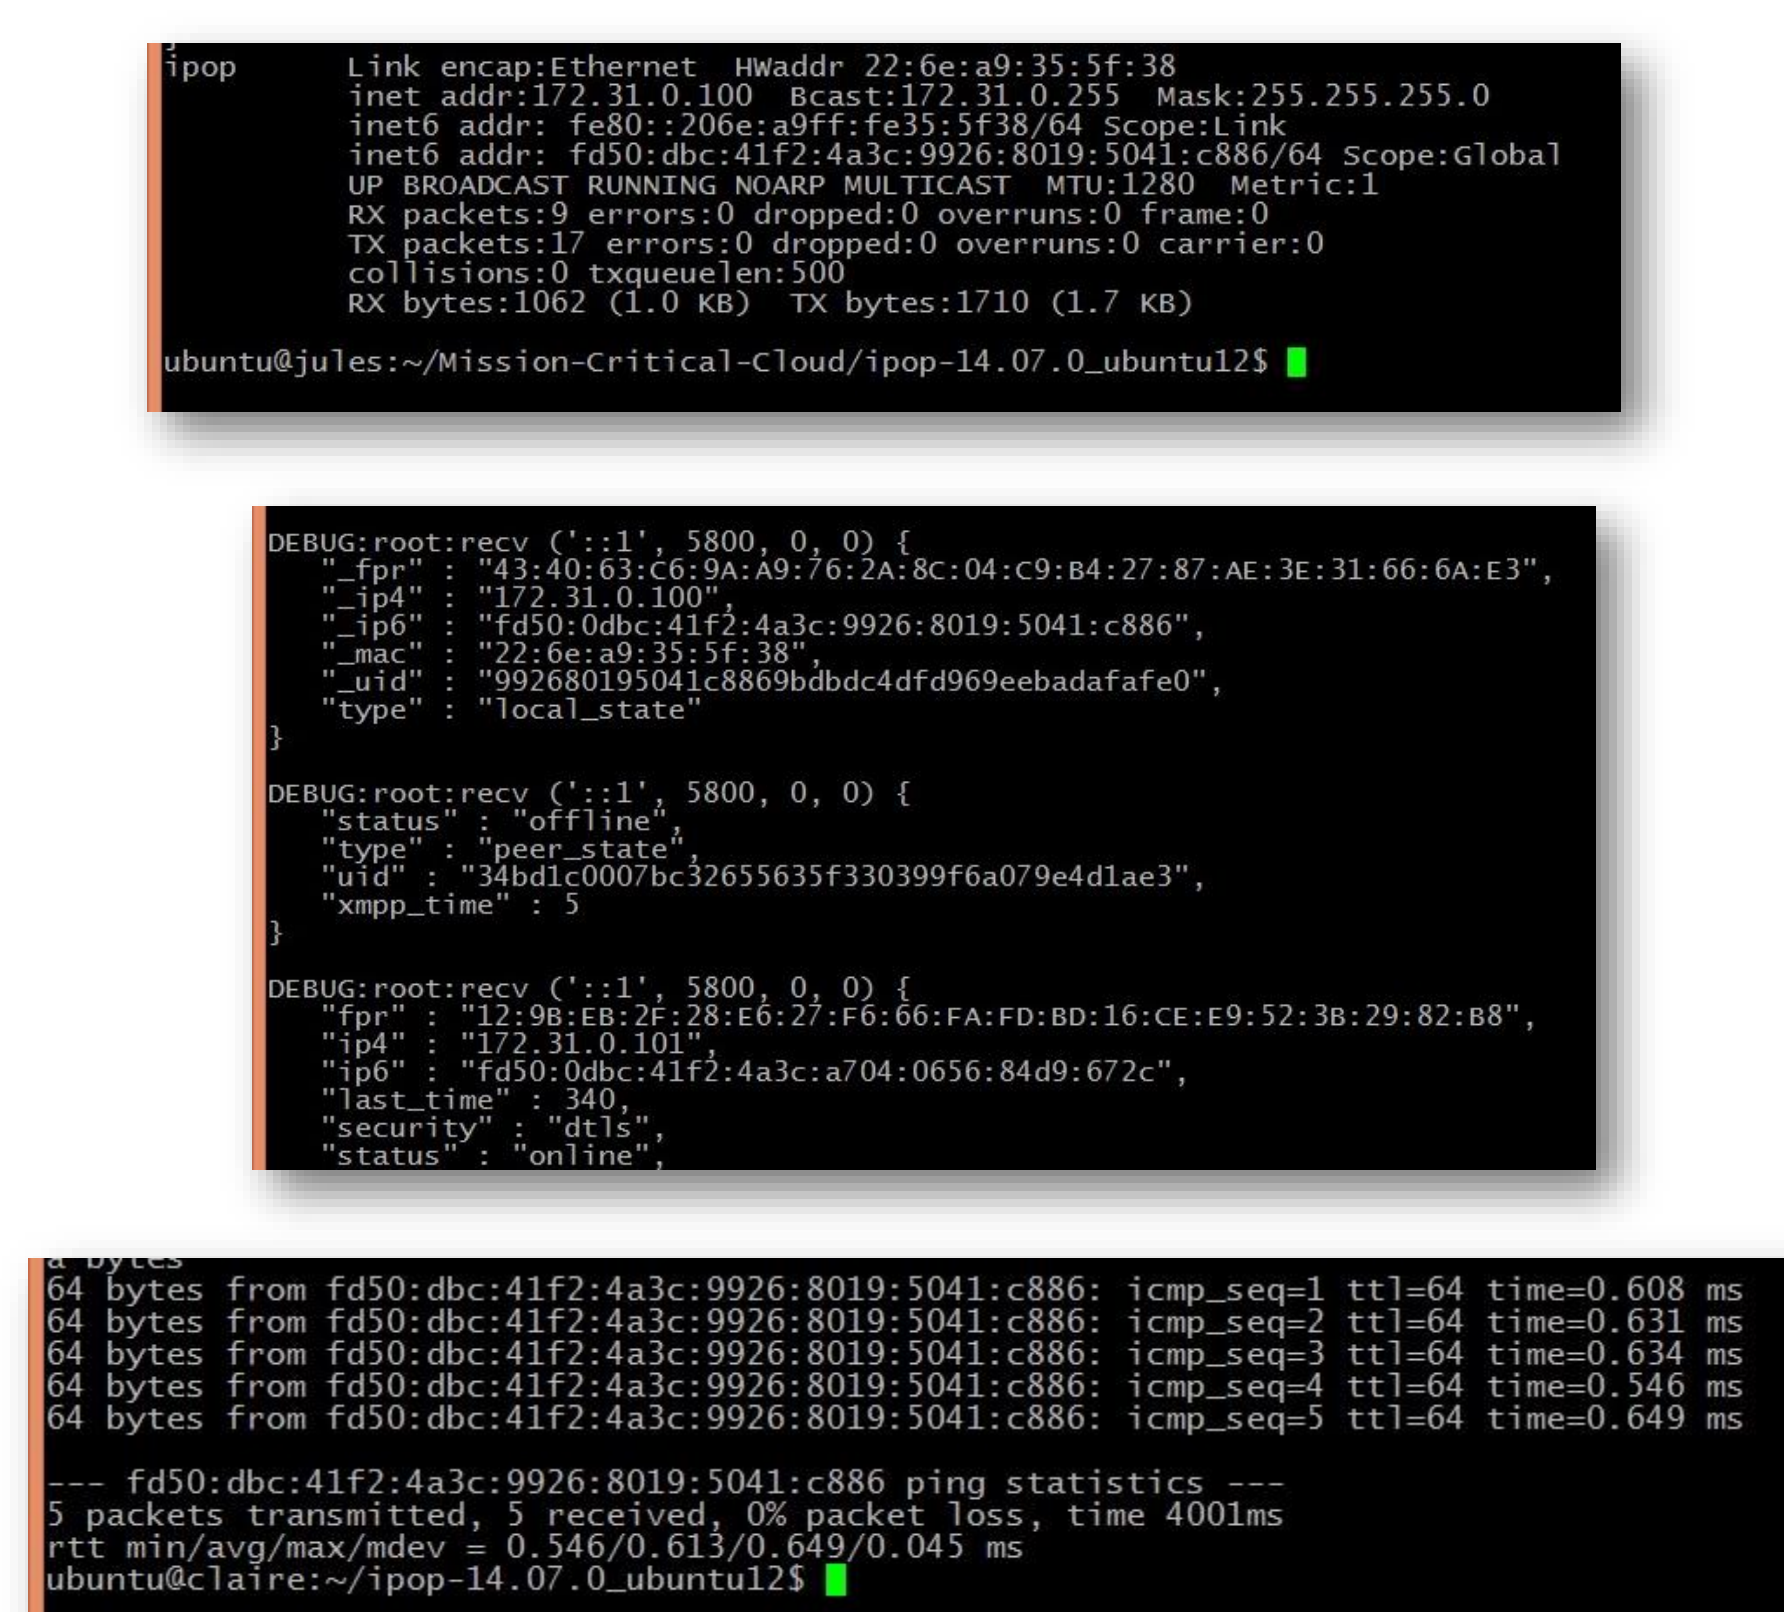 ipop      Link encap:Ethernet  HWaddr 22:6e:a9:35:5f:38
          inet addr:172.31.0.100  Bcast:172.31.0.255  Mask:255.255.255.0
          inet6 addr: fe80::206e:a9ff:fe35:5f38/64 Scope:Link
          inet6 addr: fd50:dbc:41f2:4a3c:9926:8019:5041:c886/64 Scope:Global
          UP BROADCAST RUNNING NOARP MULTICAST  MTU:1280  Metric:1
          RX packets:9 errors:0 dropped:0 overruns:0 frame:0
          TX packets:17 errors:0 dropped:0 overruns:0 carrier:0
          collisions:0 txqueuelen:500
          RX bytes:1062 (1.0 KB)  TX bytes:1710 (1.7 KB)
ubuntu@jules:~/Mission-Critical-Cloud/ipop-14.07.0_ubuntu12$
DEBUG:root:recv ('::1', 5800, 0, 0) {
   "_fpr" : "43:40:63:C6:9A:A9:76:2A:8C:04:C9:B4:27:87:AE:3E:31:66:6A:E3",
   "_ip4" : "172.31.0.100",
   "_ip6" : "fd50:0dbc:41f2:4a3c:9926:8019:5041:c886",
   "_mac" : "22:6e:a9:35:5f:38",
   "_uid" : "992680195041c8869bdbdc4dfd969eebadafafe0",
   "type" : "local_state"
}
DEBUG:root:recv ('::1', 5800, 0, 0) {
   "status" : "offline",
   "type" : "peer_state",
   "uid" : "34bd1c0007bc32655635f330399f6a079e4d1ae3",
   "xmpp_time" : 5
}
DEBUG:root:recv ('::1', 5800, 0, 0) {
   "fpr" : "12:9B:EB:2F:28:E6:27:F6:66:FA:FD:BD:16:CE:E9:52:3B:29:82:B8",
   "ip4" : "172.31.0.101",
   "ip6" : "fd50:0dbc:41f2:4a3c:a704:0656:84d9:672c",
   "last_time" : 340,
   "security" : "dtls",
   "status" : "online",
a bytes
64 bytes from fd50:dbc:41f2:4a3c:9926:8019:5041:c886: icmp_seq=1 ttl=64 time=0.608 ms
64 bytes from fd50:dbc:41f2:4a3c:9926:8019:5041:c886: icmp_seq=2 ttl=64 time=0.631 ms
64 bytes from fd50:dbc:41f2:4a3c:9926:8019:5041:c886: icmp_seq=3 ttl=64 time=0.634 ms
64 bytes from fd50:dbc:41f2:4a3c:9926:8019:5041:c886: icmp_seq=4 ttl=64 time=0.546 ms
64 bytes from fd50:dbc:41f2:4a3c:9926:8019:5041:c886: icmp_seq=5 ttl=64 time=0.649 ms
--- fd50:dbc:41f2:4a3c:9926:8019:5041:c886 ping statistics ---
5 packets transmitted, 5 received, 0% packet loss, time 4001ms
rtt min/avg/max/mdev = 0.546/0.613/0.649/0.045 ms
ubuntu@claire:~/ipop-14.07.0_ubuntu12$